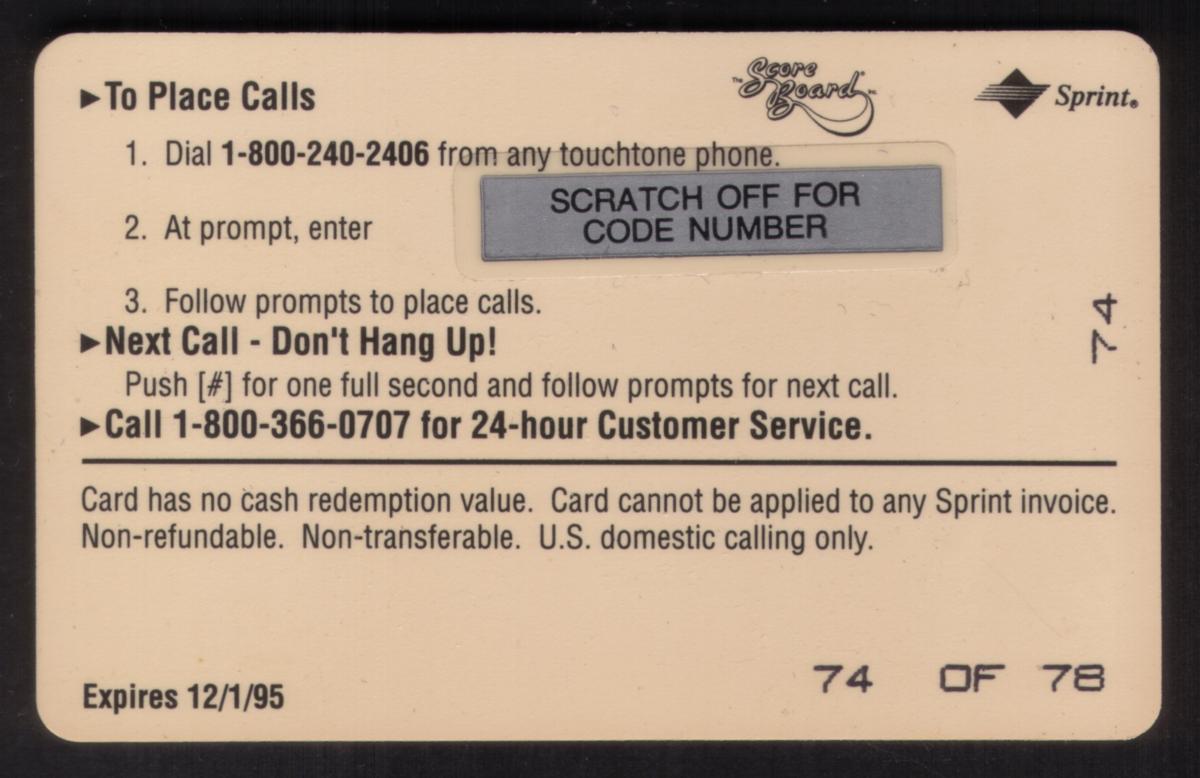 ►To Place Calls
The Score Board Inc.
Sprint®
1. Dial 1-800-240-2406 from any touchtone phone.
SCRATCH OFF FOR
CODE NUMBER
2. At prompt, enter
3. Follow prompts to place calls.
74
►Next Call - Don't Hang Up!
Push [#] for one full second and follow prompts for next call.
►Call 1-800-366-0707 for 24-hour Customer Service.
Card has no cash redemption value. Card cannot be applied to any Sprint invoice.
Non-refundable. Non-transferable. U.S. domestic calling only.
74 OF 78
Expires 12/1/95